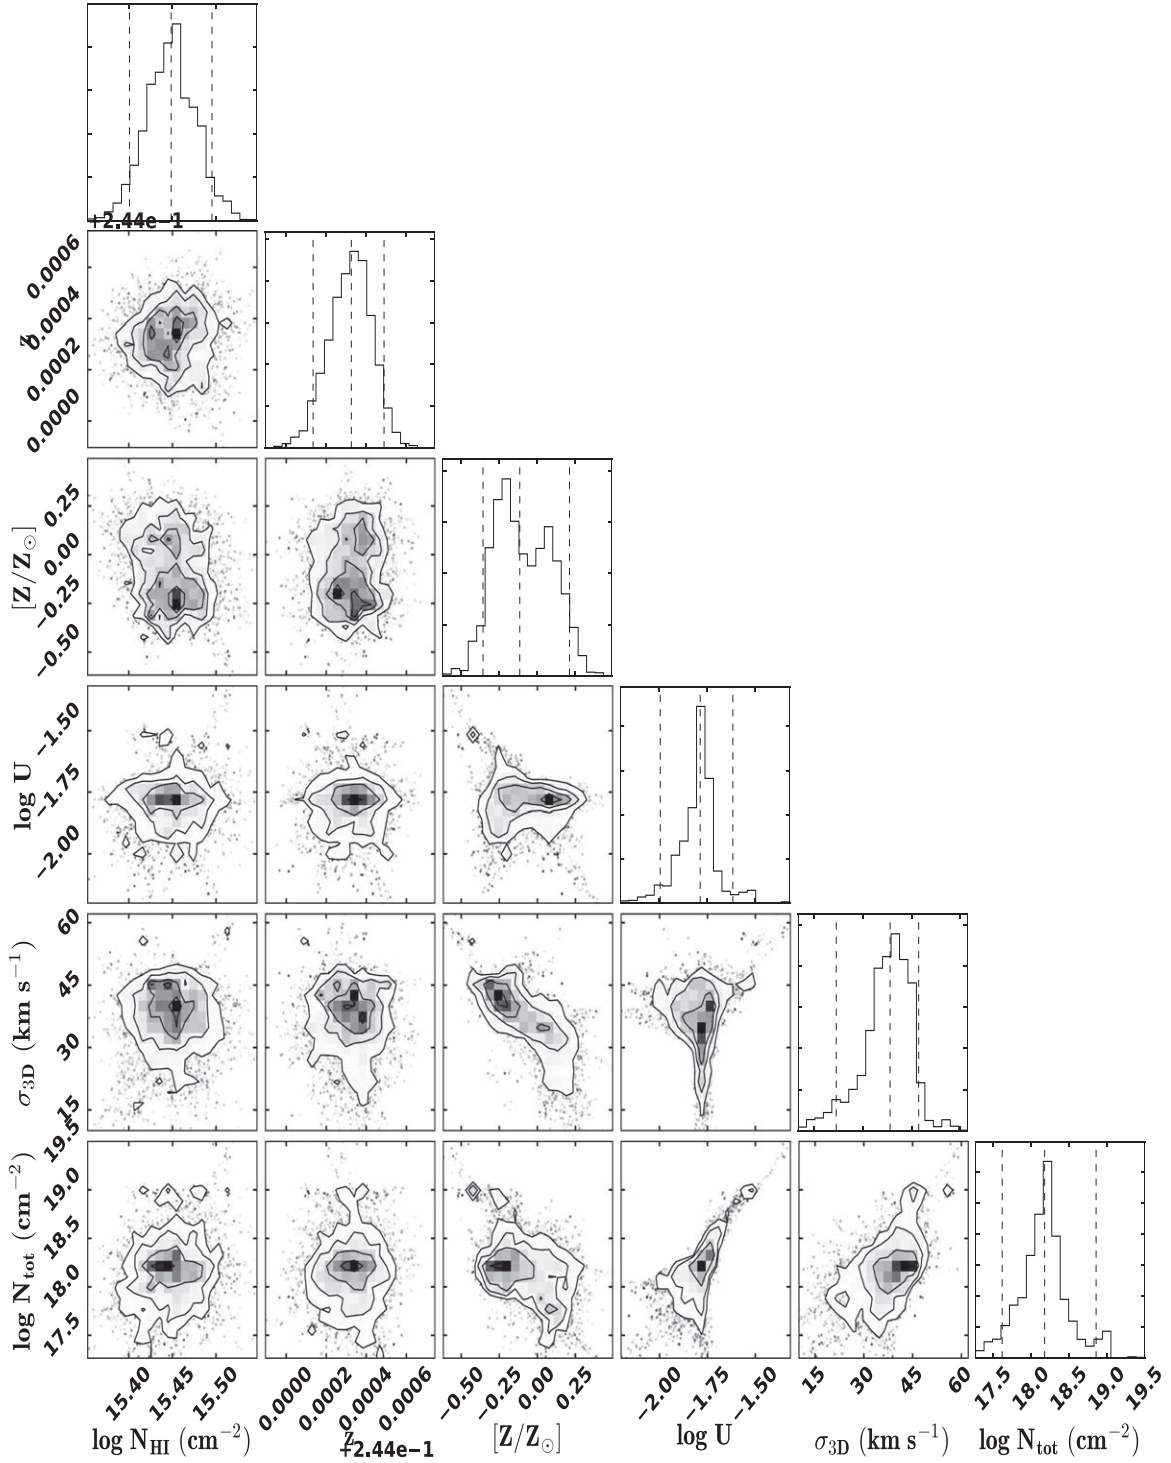 +2.44e−1
0.0006
0.0004
0.0002
0.0000
z
0.25
0.00
−0.25
−0.50
[Z/Z⊙]
−1.50
−1.75
−2.00
log U
60
45
30
15
σ3D (km s−1)
19.5
19.0
18.5
18.0
17.5
log Ntot (cm−2)
15.40 15.45 15.50
log NHI (cm−2)
0.0000 0.0002 0.0004 0.0006
z
+2.44e−1
−0.50 −0.25 0.00 0.25
[Z/Z⊙]
−2.00 −1.75 −1.50
log U
15 30 45 60
σ3D (km s−1)
17.5 18.0 18.5 19.0 19.5
log Ntot (cm−2)